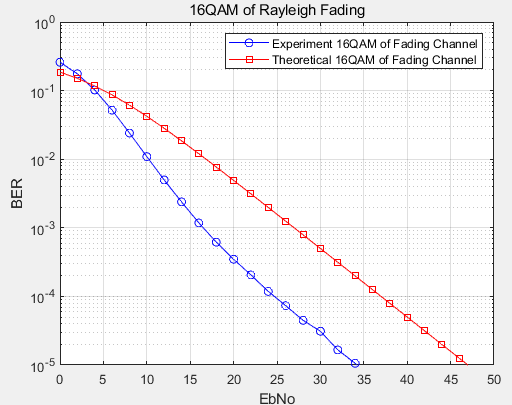 16QAM of Rayleigh Fading
Experiment 16QAM of Fading Channel
Theoretical 16QAM of Fading Channel
BER
10^0
10^-1
10^-2
10^-3
10^-4
10^-5
0 5 10 15 20 25 30 35 40 45 50
EbNo